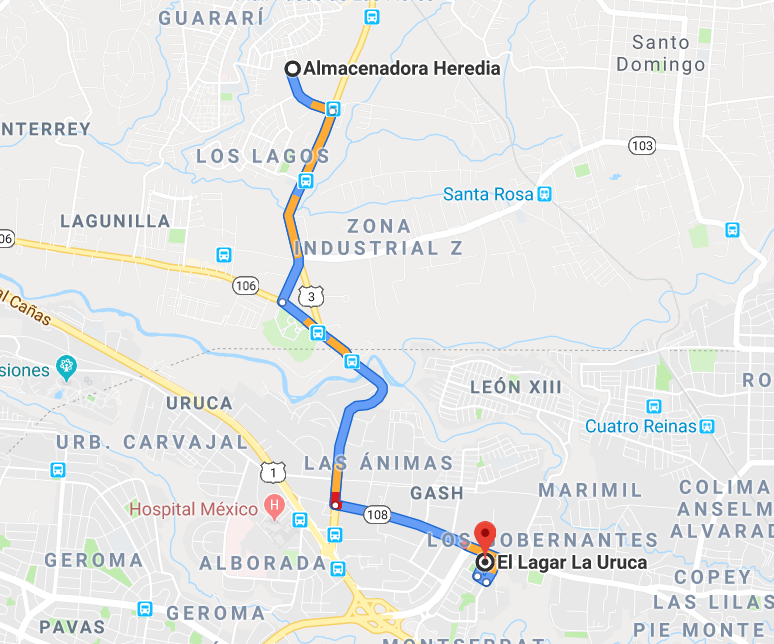 GUARARÍ
Santo
Domingo
Almacenadora Heredia
NTERREY
103
LOS LAGOS
Santa Rosa
LAGUNILLA
ZONA
INDUSTRIAL Z
06
106
3
al Cañas
siones
LEÓN XIII
RO
URUCA
Cuatro Reinas
URB. CARVAJAL
LAS ÁNIMAS
1
GASH
MARIMIL
COLIMA
ANSELM
ALVARAD
Hospital México
H
108
LOS GOBERNANTES
GEROMA
ALBORADA
El Lagar La Uruca
COPEY
LAS LILAS
GEROMA
PAVAS
PIE MONTE